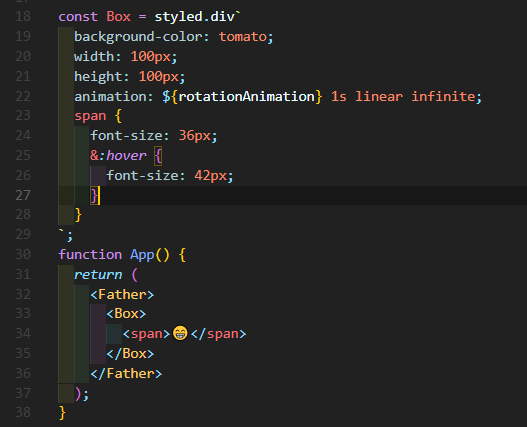 18 const Box = styled.div`
19 background-color: tomato;
20 width: 100px;
21 height: 100px;
22 animation: ${rotationAnimation} 1s linear infinite;
23 span {
24 font-size: 36px;
25 &:hover {
26 font-size: 42px;
27 }
28 }
29 `;
30 function App() {
31 return (
32 <Father>
33 <Box>
34 <span>😁</span>
35 </Box>
36 </Father>
37 );
38 }